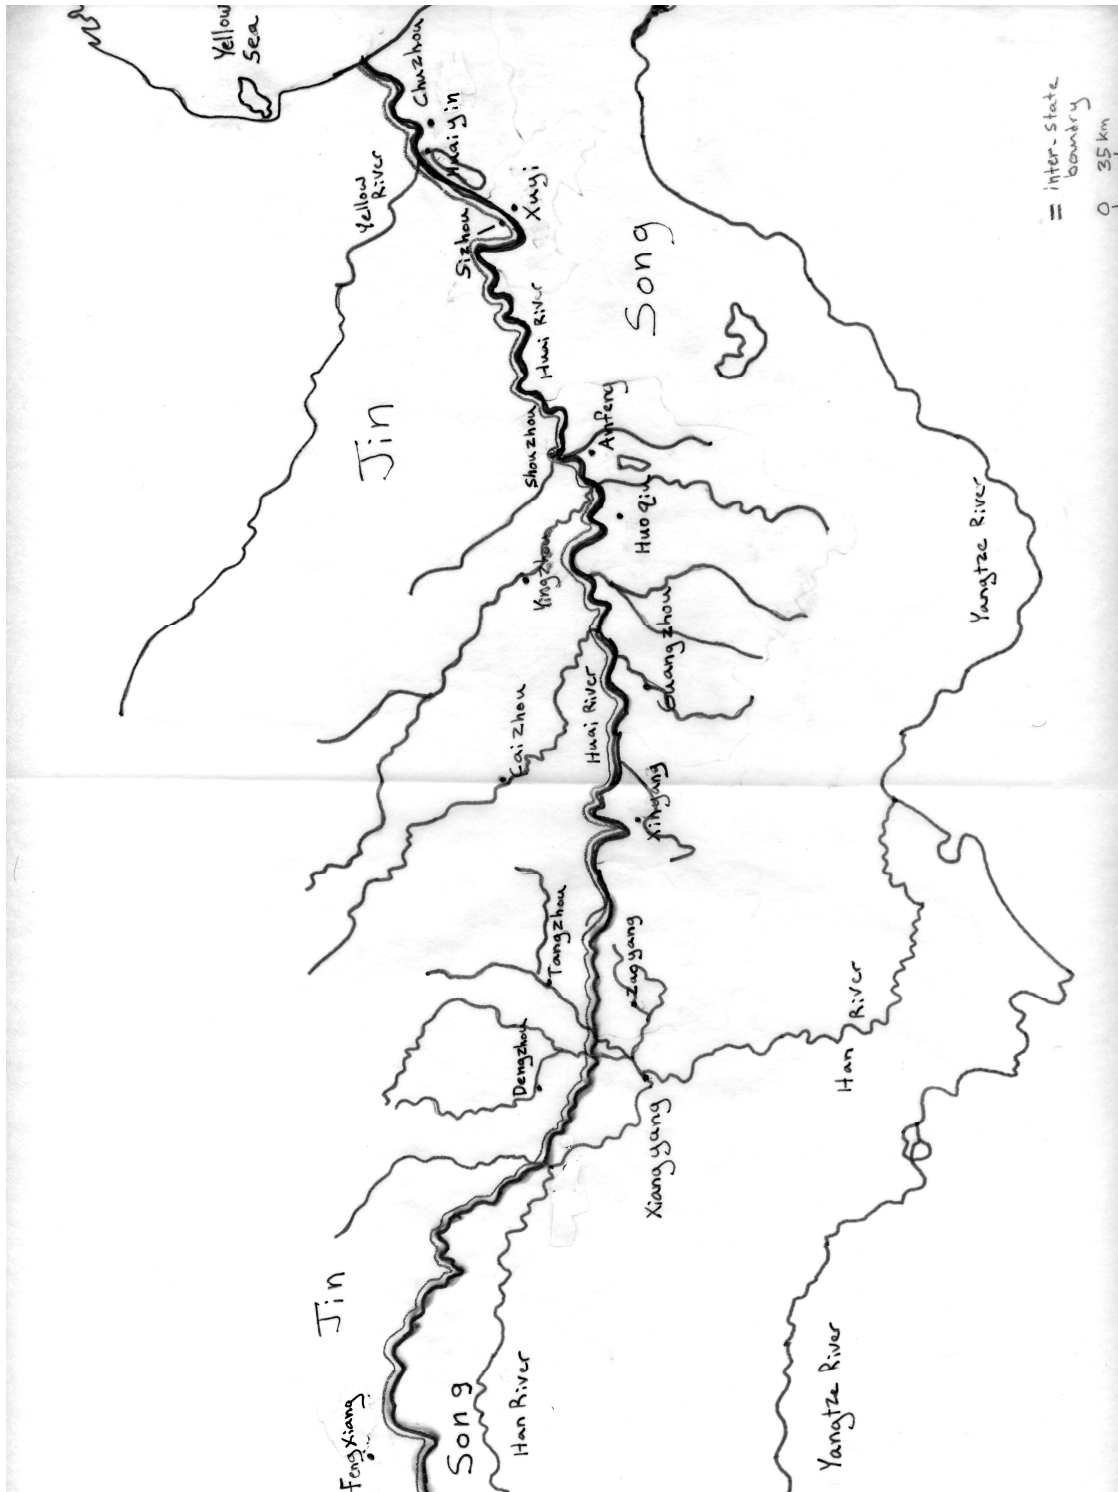 Yellow
Sea
Chuzhou
Huaiyin
Yellow
River
Sizhou
Xuyi
Huai River
Song
Jin
Shouzhou
Anfeng
Huoqiu
Yingzhou
Guangzhou
Yangtze River
Huai River
Caizhou
Xinyang
Tangzhou
Zaoyang
Dengzhou
Han River
Xiangyang
Jin
Song
Han River
Yangtze River
Fengxiang
= inter-state
boundry
0 35 km